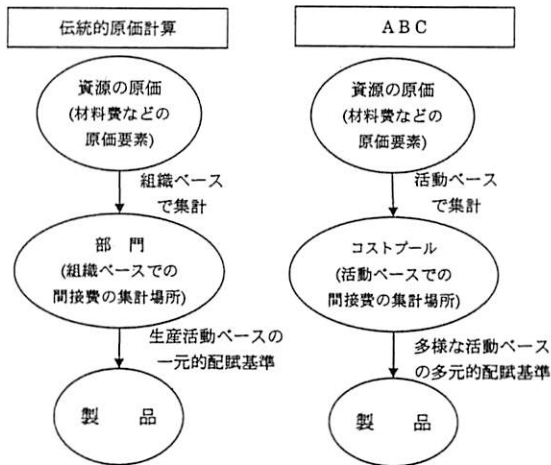 伝統的原価計算
資源の原価
(材料費などの
原価要素)
組織ベース
で集計
部 門
(組織ベースでの
間接費の集計場所)
生産活動ベースの
一元的配賦基準
製 品
ABC
資源の原価
(材料費などの
原価要素)
活動ベース
で集計
コストプール
(活動ベースでの
間接費の集計場所)
多様な活動ベース
の多元的配賦基準
製 品